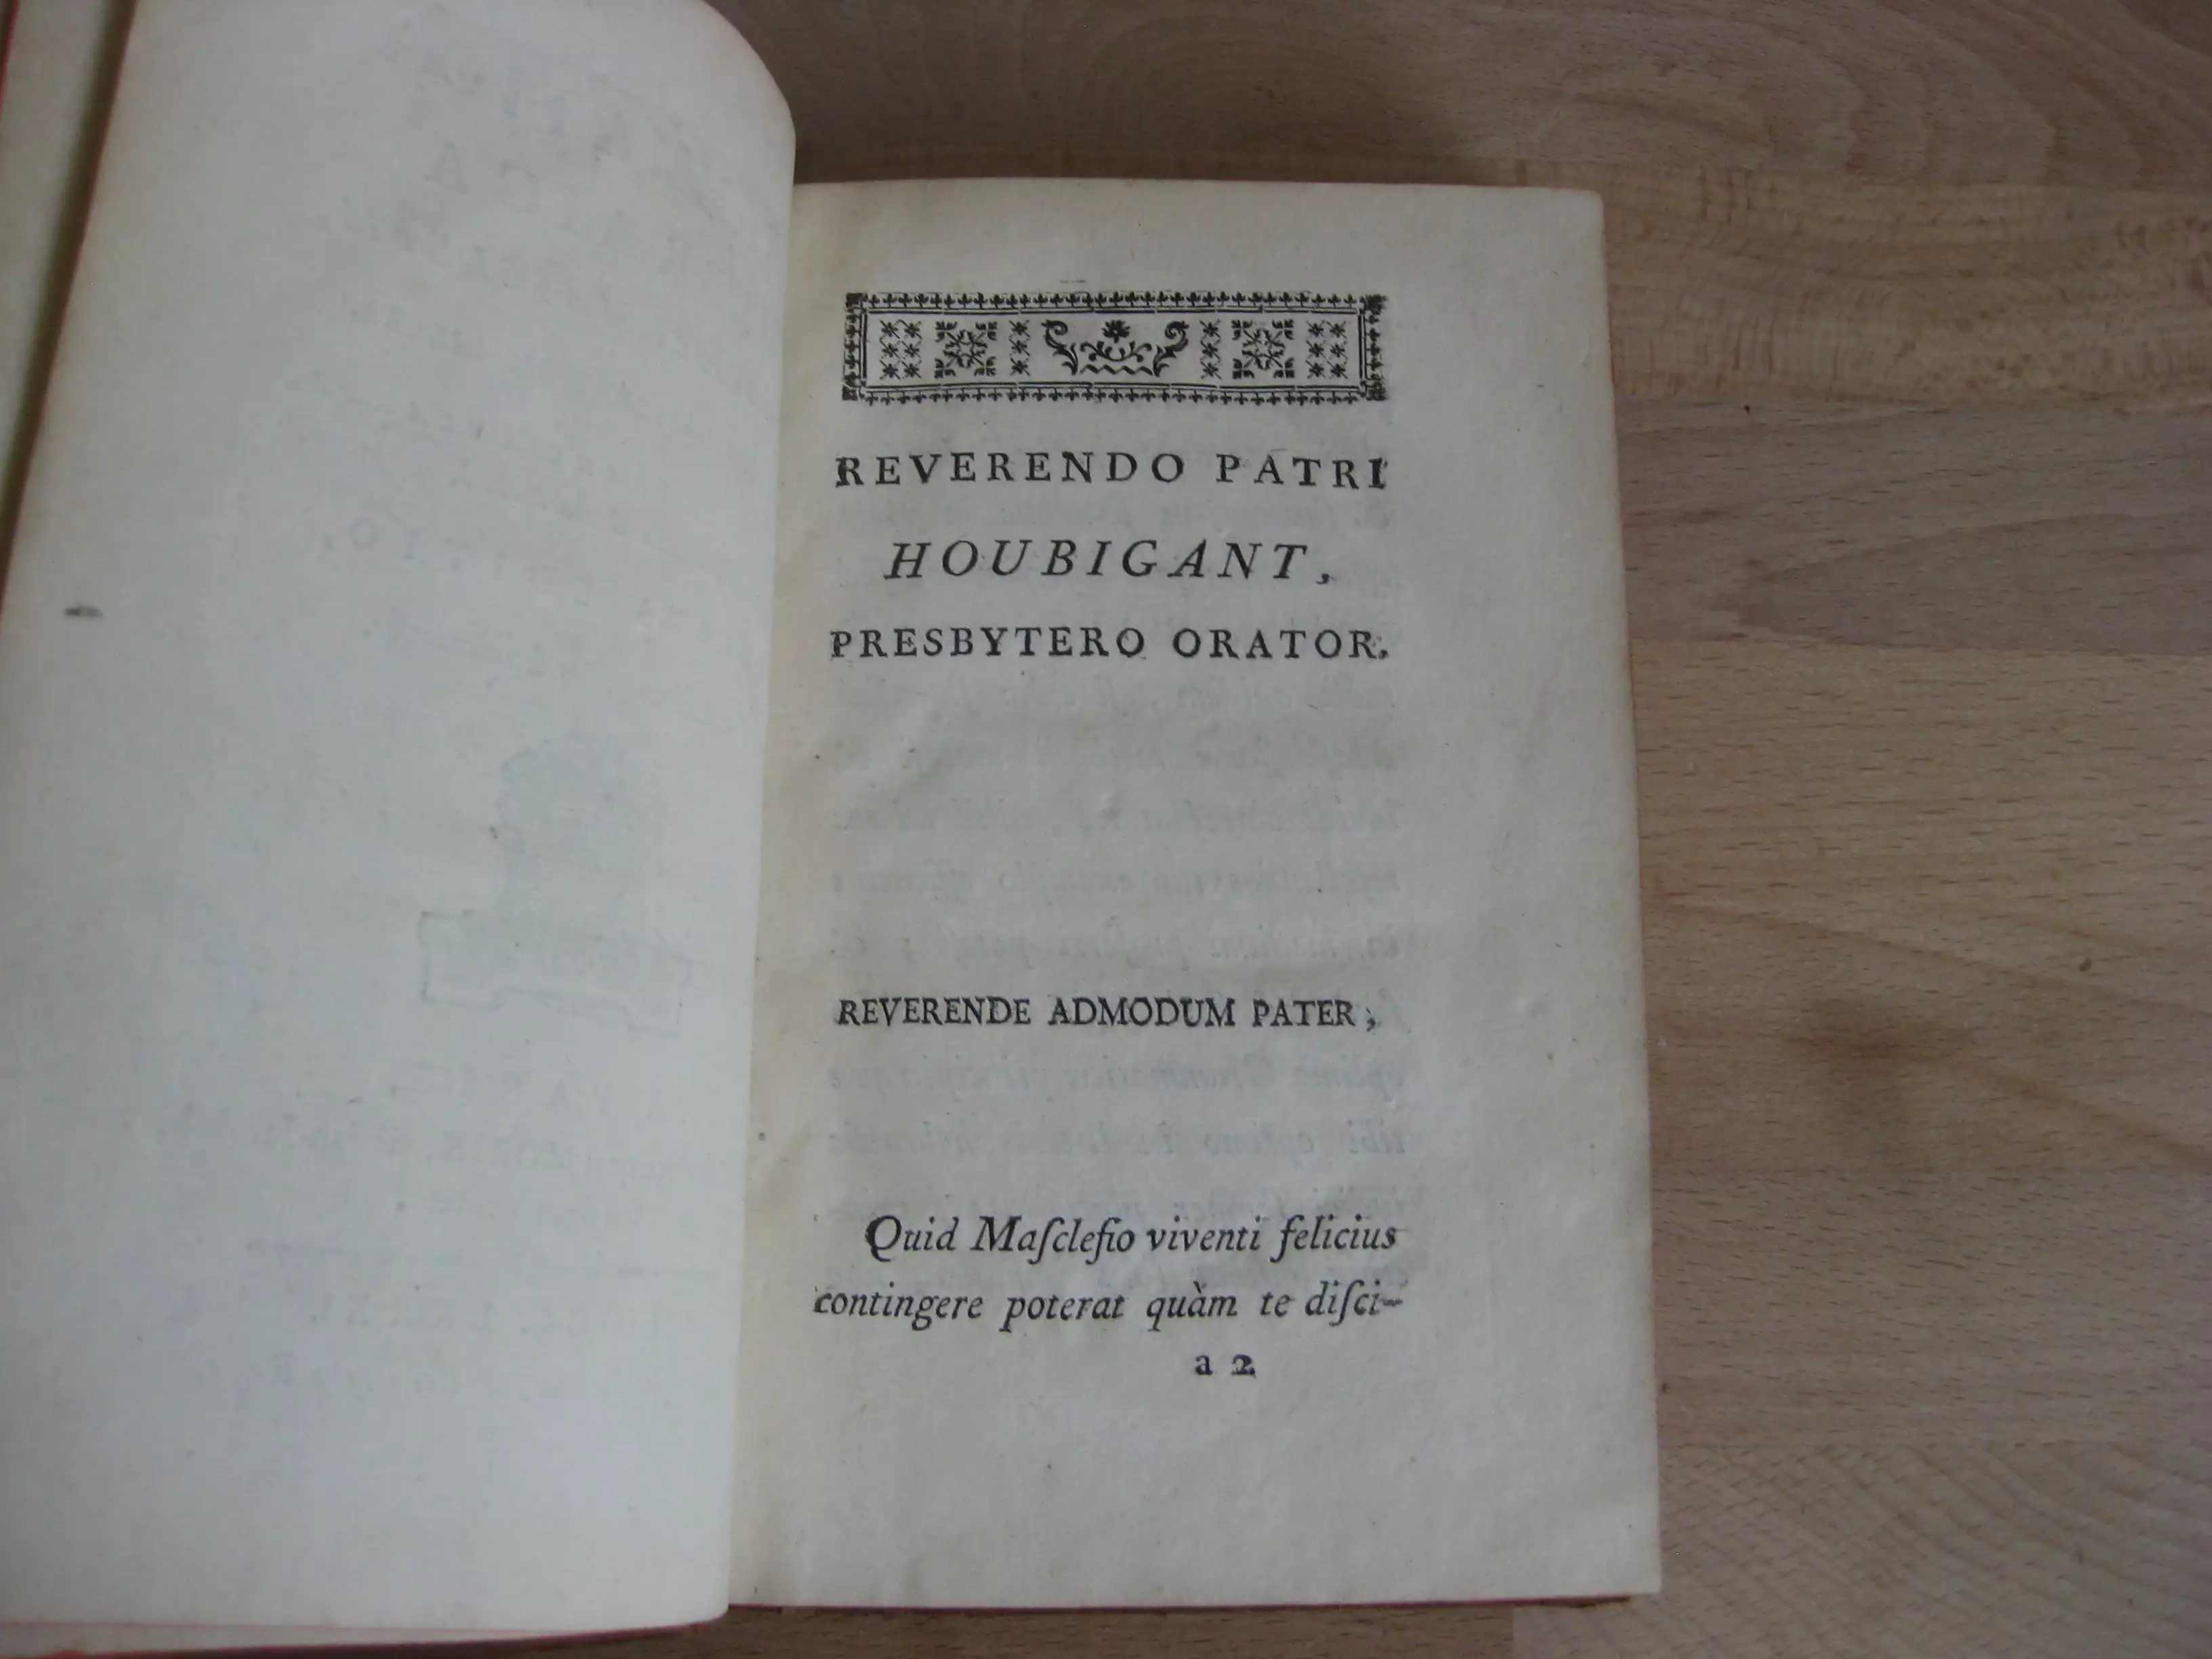 REVERENDO PATRI
HOUBIGANT,
PRESBYTERO ORATOR.
REVERENDE ADMODUM PATER,
Quid Maſcleſio viventi felicius
contingere poterat quàm te diſci-
a 2